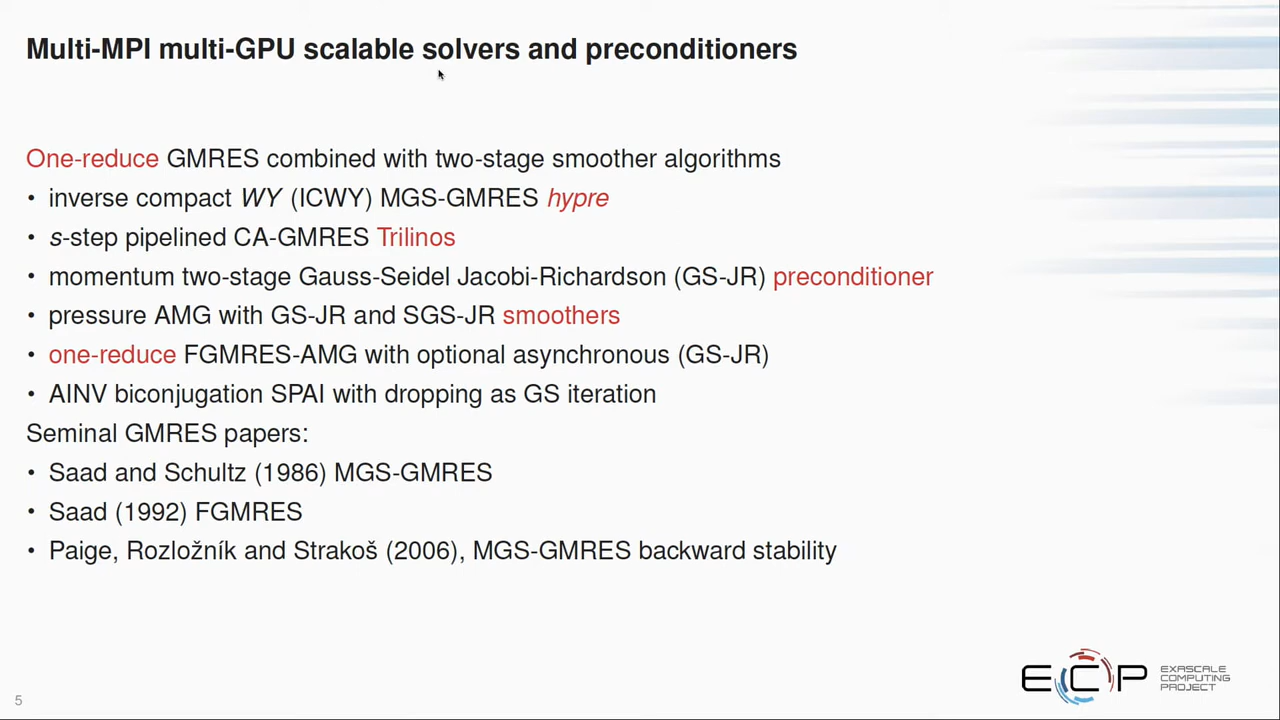 Multi-MPI multi-GPU scalable solvers and preconditioners
One-reduce GMRES combined with two-stage smoother algorithms
• inverse compact WY (ICWY) MGS-GMRES hypre
• s-step pipelined CA-GMRES Trilinos
• momentum two-stage Gauss-Seidel Jacobi-Richardson (GS-JR) preconditioner
• pressure AMG with GS-JR and SGS-JR smoothers
• one-reduce FGMRES-AMG with optional asynchronous (GS-JR)
• AINV biconjugation SPAI with dropping as GS iteration
Seminal GMRES papers:
• Saad and Schultz (1986) MGS-GMRES
• Saad (1992) FGMRES
• Paige, Rozložník and Strakoš (2006), MGS-GMRES backward stability
5
ECP
EXASCALE
COMPUTING
PROJECT